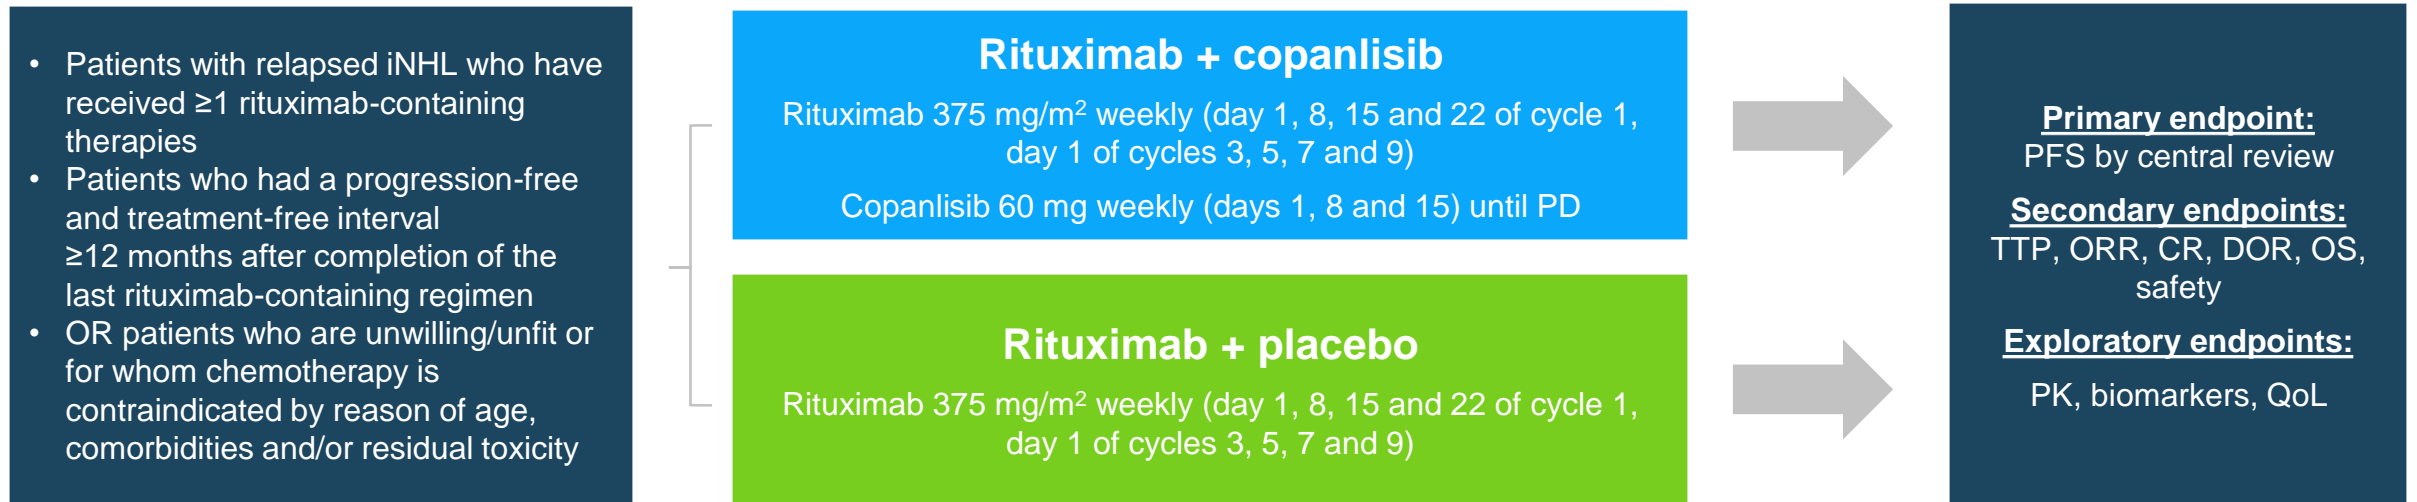 • Patients with relapsed iNHL who have
received ≥1 rituximab-containing
therapies
• Patients who had a progression-free
and treatment-free interval
≥12 months after completion of the
last rituximab-containing regimen
• OR patients who are unwilling/unfit or
for whom chemotherapy is
contraindicated by reason of age,
comorbidities and/or residual toxicity
Rituximab + copanlisib
Rituximab 375 mg/m² weekly (day 1, 8, 15 and 22 of cycle 1,
day 1 of cycles 3, 5, 7 and 9)
Copanlisib 60 mg weekly (days 1, 8 and 15) until PD
Rituximab + placebo
Rituximab 375 mg/m² weekly (day 1, 8, 15 and 22 of cycle 1,
day 1 of cycles 3, 5, 7 and 9)
Primary endpoint:
PFS by central review
Secondary endpoints:
TTP, ORR, CR, DOR, OS,
safety
Exploratory endpoints:
PK, biomarkers, QoL